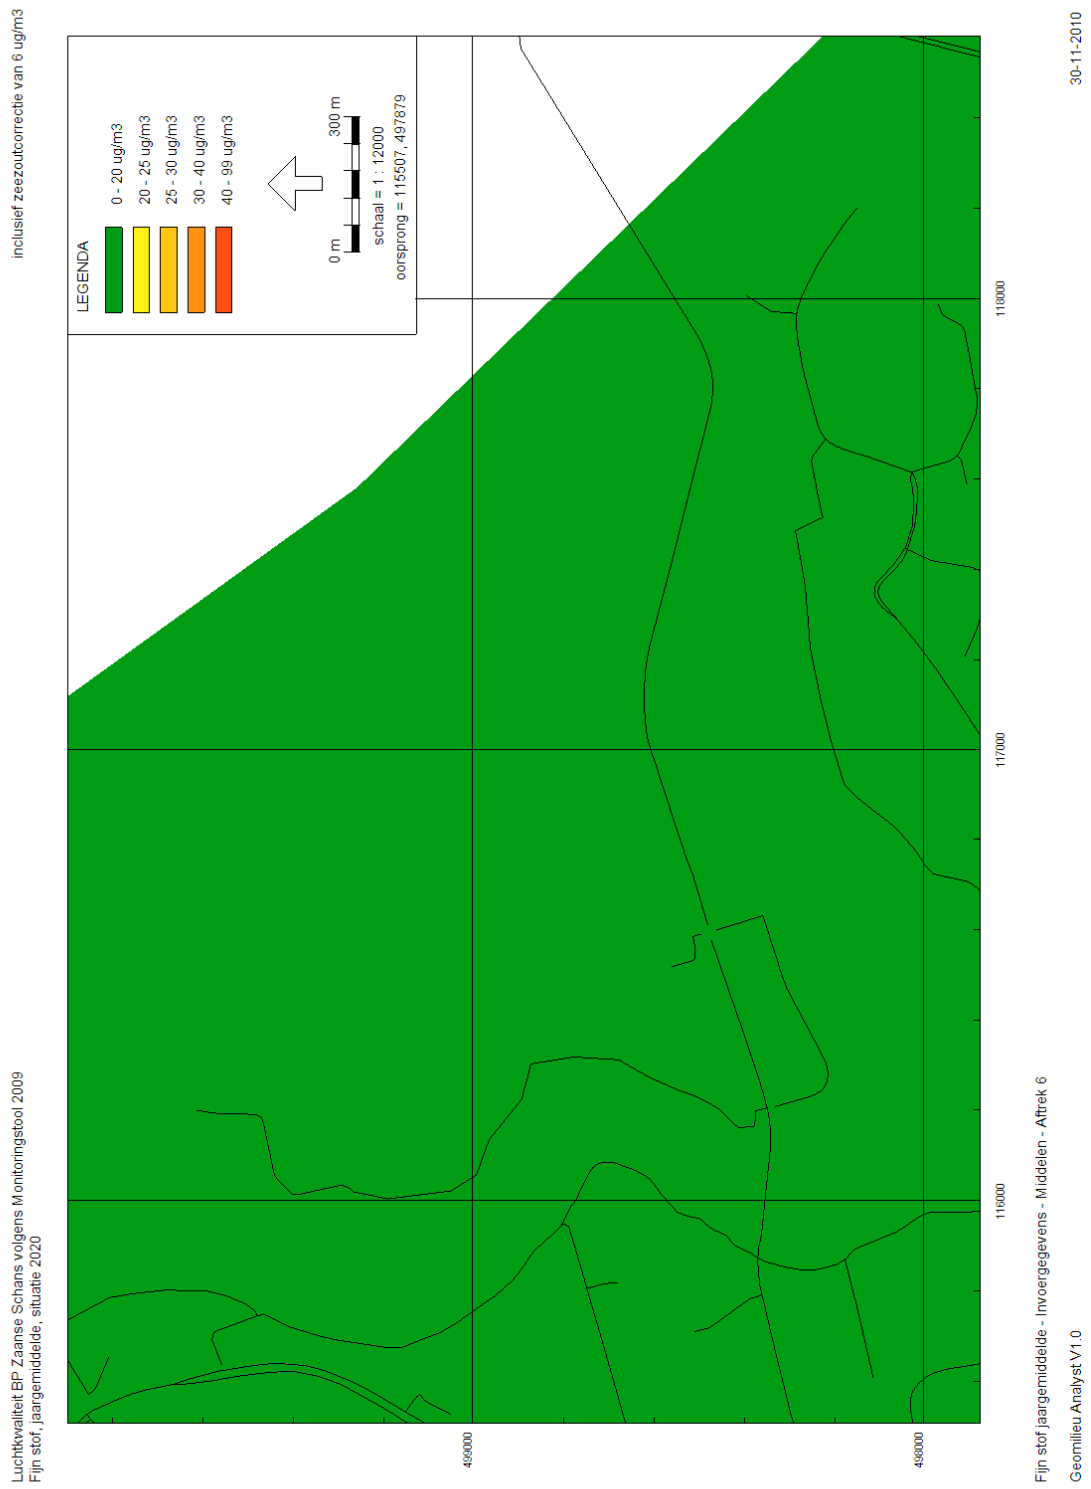 Luchtkwaliteit BP Zaanse Schans volgens Monitoringstool 2009
Fijn stof, jaargemiddelde, situatie 2020
inclusief zeezoutcorrectie van 6 ug/m3
LEGENDA
0 - 20 ug/m3
20 - 25 ug/m3
25 - 30 ug/m3
30 - 40 ug/m3
40 - 99 ug/m3
0 m 300 m
schaal = 1 : 12000
oorsprong = 115507, 497879
499000
498000
116000
117000
118000
Fijn stof jaargemiddelde - Invoergegevens - Middelen - Aftrek 6
Geomilieu Analyst V1.0
30-11-2010